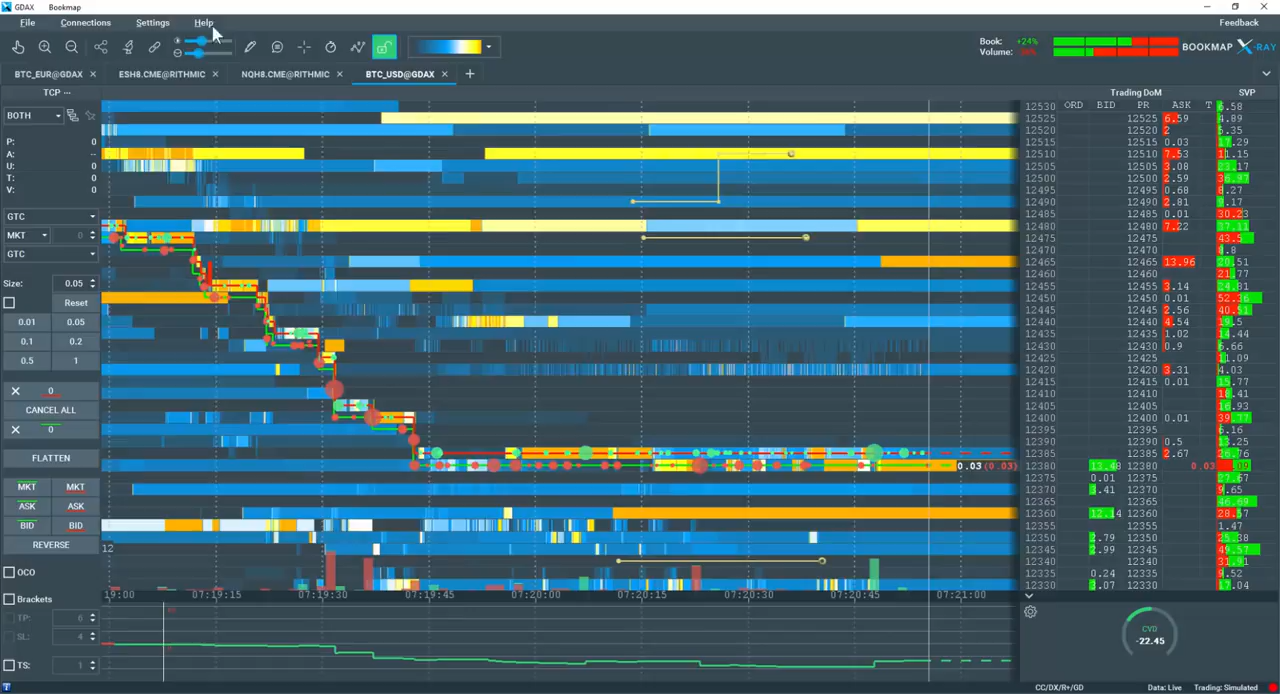 GDAX Bookmap
File Connections Settings Help Feedback
Book: +24%
Volume:
BOOKMAP X-RAY
BTC_EUR@GDAX ESH8.CME@RITHMIC NQH8.CME@RITHMIC BTC_USD@GDAX
TCP ...
BOTH
P: 0
A: --
U: 0
T: 0
V: 0
GTC
MKT 0
GTC
Size: 0.05
Reset
0.01 0.05
0.1 0.2
0.5 1
0
CANCEL ALL
0
FLATTEN
MKT MKT
ASK ASK
BID BID
REVERSE
OCO
Brackets
TP: 6
SL: 4
TS: 1
0.03 (0.03)
12
19:00 07:19:15 07:19:30 07:19:45 07:20:00 07:20:15 07:20:30 07:20:45 07:21:00
Trading DoM SVP
ORD BID PR ASK T
12530 6.58
12525 12525 6.59 4.89
12520 12520 2 5.35
12515 12515 0.03 17.29
12510 12510 7.53 11.15
12505 12505 3.08 23.17
12500 12500 2.59 36.97
12495 12495 0.68 8.27
12490 12490 2.81 9.17
12485 12485 0.01 30.23
12480 12480 7.22 37.11
12475 12475 43.5
12470 12470
12465 12465 13.96 20.51
12460 12460
12455 12455 3.14 24.81
12450 12450 0.01 52.36
12445 12445 2.56 40.51
12440 12440 4.54 19.5
12435 12435 1.02 14.44
12430 12430 0.9 6.66
12425 12425 11.09
12420 12420 3.31 4.03
12415 12415 0.01 15.77
12410 12410 18.41
12405 12405 16.93
12400 12400 0.01 39.77
12395 12395 6.16
12390 12390 0.5 13.25
12385 12385 2.67 26.76
12380 13.48 12380 0.03
12375 0.01 12375 27.67
12370 3.41 12370 9.65
12365 12365 46.69
12360 12.14 12360 28.57
12355 12355 1.47
12350 2.79 12350 25.38
12345 2.99 12345 49.57
12340 12340 31.91
12335 0.24 12335 4.52
12330 3.07 12330 17.04
CVD
-22.45
CC/DX/R+/GD Data: Live Trading: Simulated